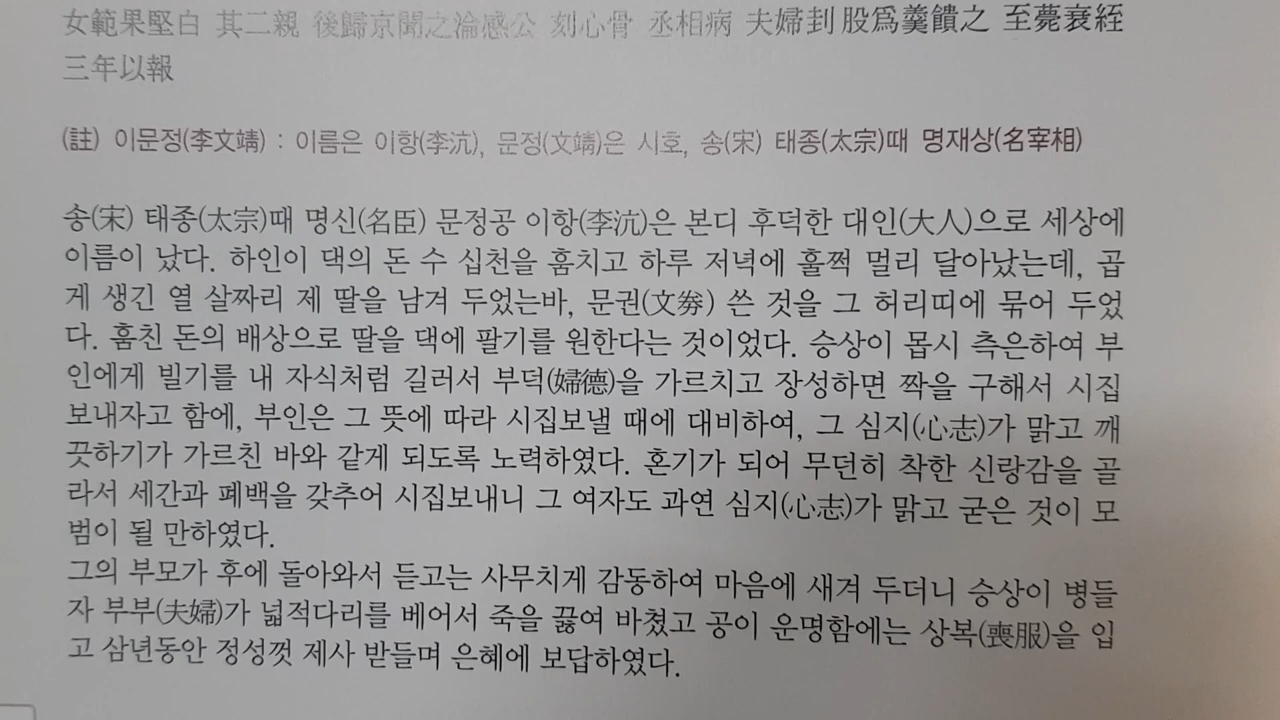 女範果堅白 其二親 後歸京聞之淪感公 刻心骨 丞相病 夫婦刲股爲羹饋之 至薨衰絰
三年以報
(註) 이문정(李文靖) : 이름은 이항(李沆), 문정(文靖)은 시호, 송(宋) 태종(太宗)때 명재상(名宰相)
송(宋) 태종(太宗)때 명신(名臣) 문정공 이항(李沆)은 본디 후덕한 대인(大人)으로 세상에
이름이 났다. 하인이 댁의 돈 수 십천을 훔치고 하루 저녁에 훌쩍 멀리 달아났는데, 곱
게 생긴 열 살짜리 제 딸을 남겨 두었는바, 문권(文券) 쓴 것을 그 허리띠에 묶어 두었
다. 훔친 돈의 배상으로 딸을 댁에 팔기를 원한다는 것이었다. 승상이 몹시 측은하여 부
인에게 빌기를 내 자식처럼 길러서 부덕(婦德)을 가르치고 장성하면 짝을 구해서 시집
보내자고 함에, 부인은 그 뜻에 따라 시집보낼 때에 대비하여, 그 심지(心志)가 맑고 깨
끗하기가 가르친 바와 같게 되도록 노력하였다. 혼기가 되어 무던히 착한 신랑감을 골
라서 세간과 폐백을 갖추어 시집보내니 그 여자도 과연 심지(心志)가 맑고 굳은 것이 모
범이 될 만하였다.
그의 부모가 후에 돌아와서 듣고는 사무치게 감동하여 마음에 새겨 두더니 승상이 병들
자 부부(夫婦)가 넓적다리를 베어서 죽을 끓여 바쳤고 공이 운명함에는 상복(喪服)을 입
고 삼년동안 정성껏 제사 받들며 은혜에 보답하였다.